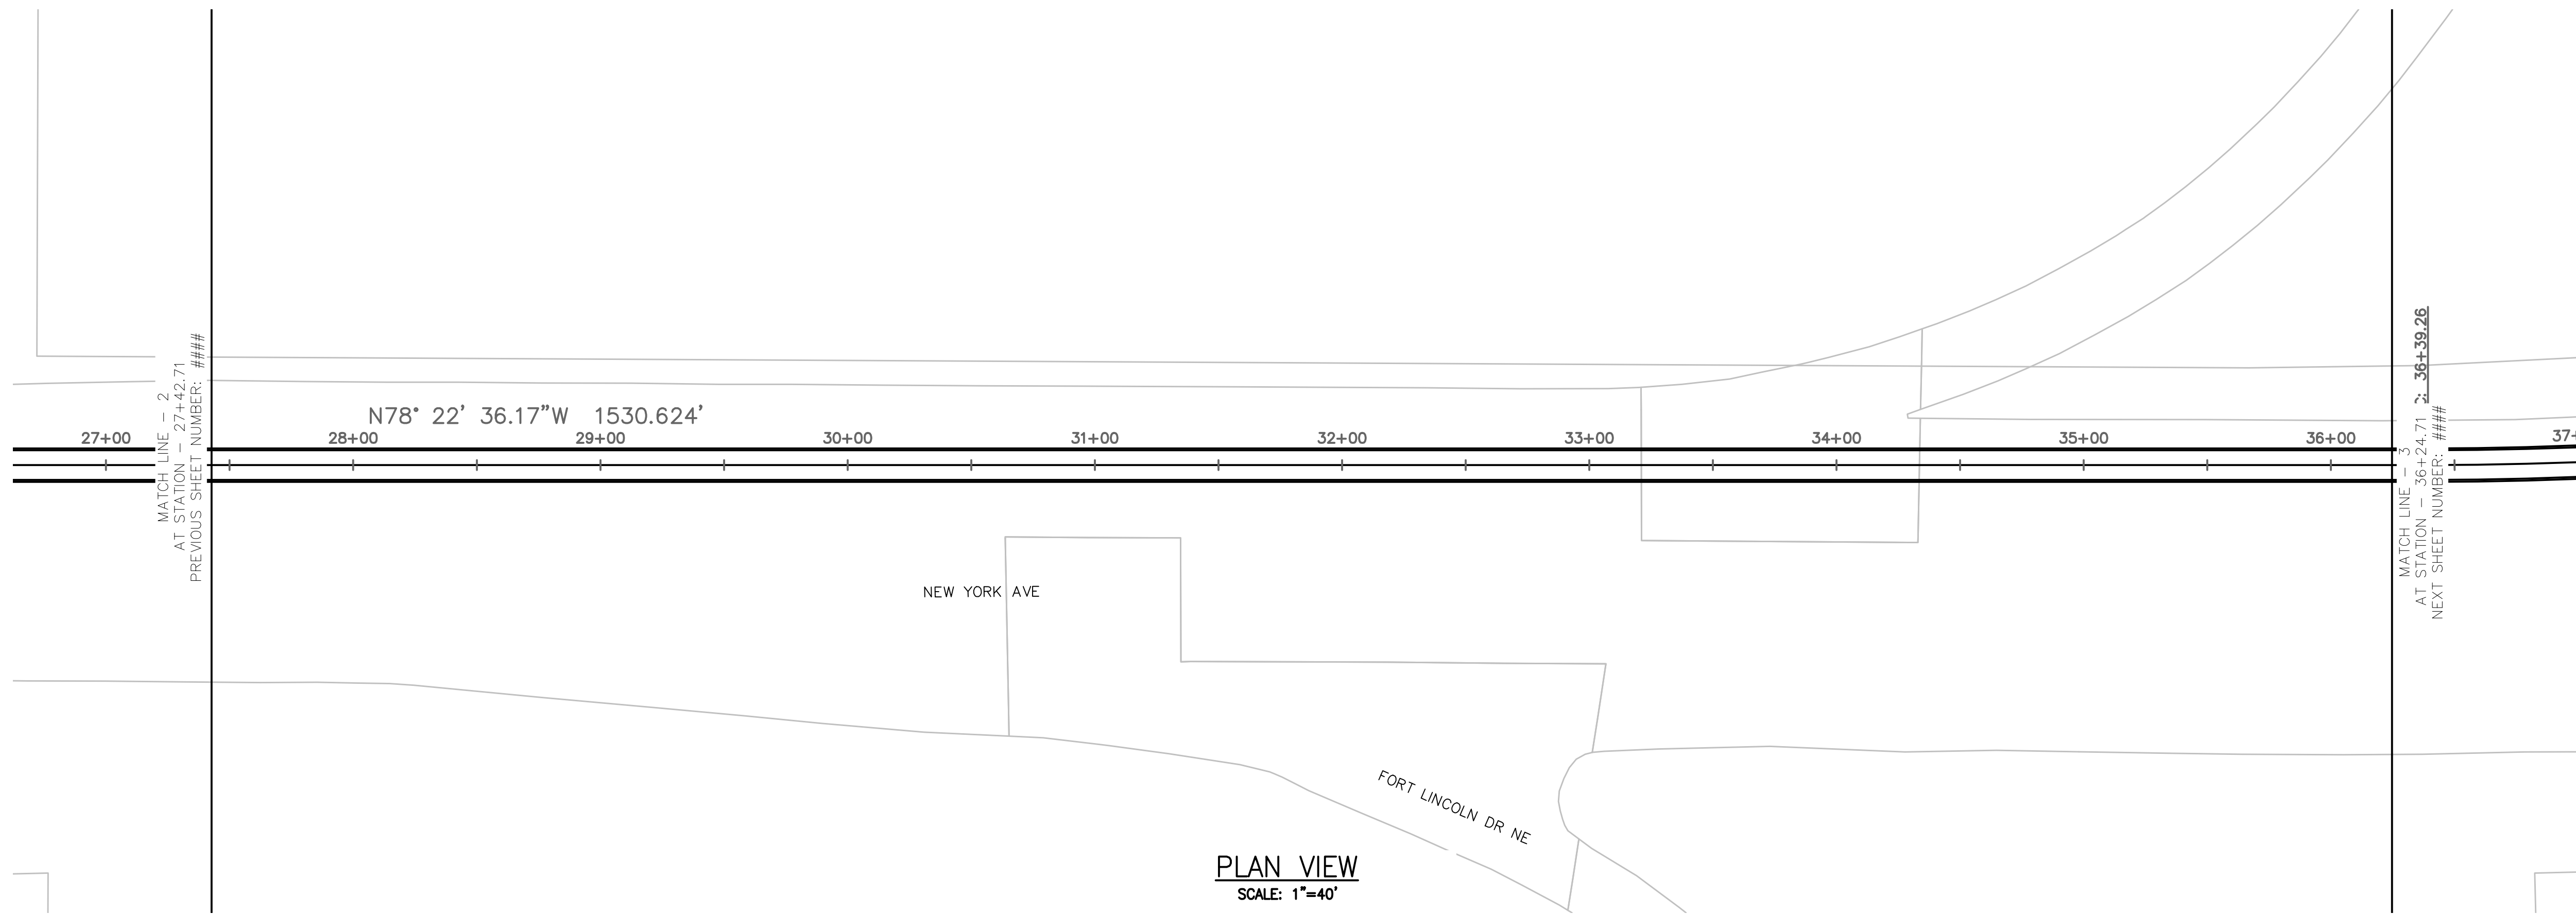 N78° 22' 36.17"W 1530.624'
27+00 28+00 29+00 30+00 31+00 32+00 33+00 34+00 35+00 36+00
MATCH LINE - 2
AT STATION - 27+42.71
PREVIOUS SHEET NUMBER: ####
36+39.26
MATCH LINE - 3
AT STATION - 36+24.71
NEXT SHEET NUMBER: ####
NEW YORK AVE
FORT LINCOLN DR NE
PLAN VIEW
SCALE: 1"=40'